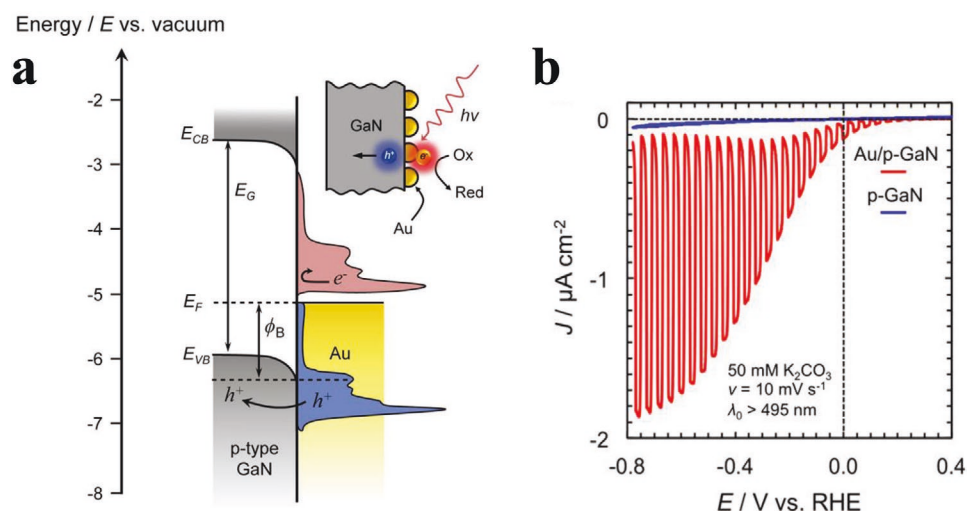 Energy / E vs. vacuum
a
-2
-3
-4
-5
-6
-7
-8
E_CB
E_G
E_F
ϕ_B
E_VB
e⁻
Au
h⁺
h⁺
p-type
GaN
GaN
hν
h⁺
e⁻
Ox
Red
Au
b
0
-1
-2
J / μA cm⁻²
Au/p-GaN
p-GaN
50 mM K₂CO₃
v = 10 mV s⁻¹
λ₀ > 495 nm
-0.8
-0.4
0.0
0.4
E / V vs. RHE